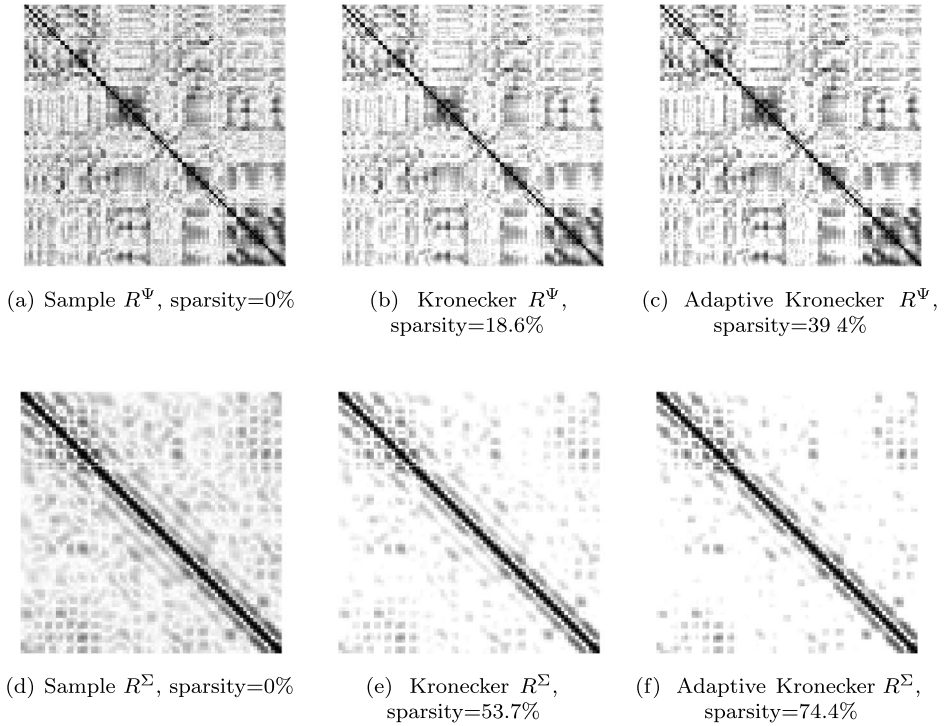 (a) Sample R^Ψ, sparsity=0%
(b) Kronecker R^Ψ,
sparsity=18.6%
(c) Adaptive Kronecker R^Ψ,
sparsity=39 4%
(d) Sample R^Σ, sparsity=0%
(e) Kronecker R^Σ,
sparsity=53.7%
(f) Adaptive Kronecker R^Σ,
sparsity=74.4%